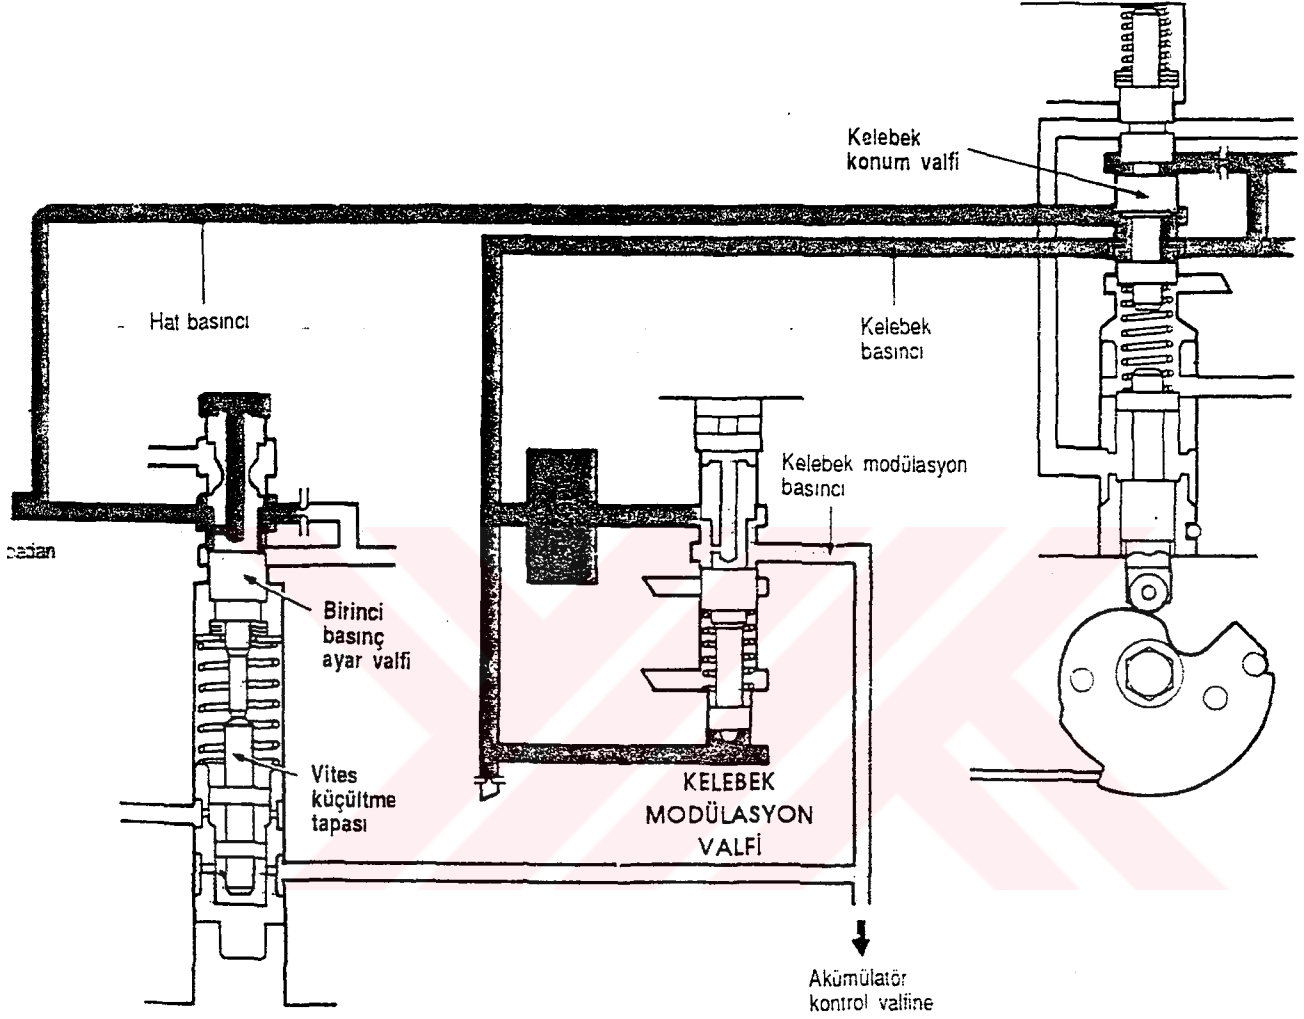 Kelebek
konum valfi
Hat basıncı
Kelebek
basıncı
Kelebek modülasyon
basıncı
Birinci
basınç
ayar valfi
Vites
küçültme
tapası
KELEBEK
MODÜLASYON
VALFİ
Akümülatör
kontrol valfine